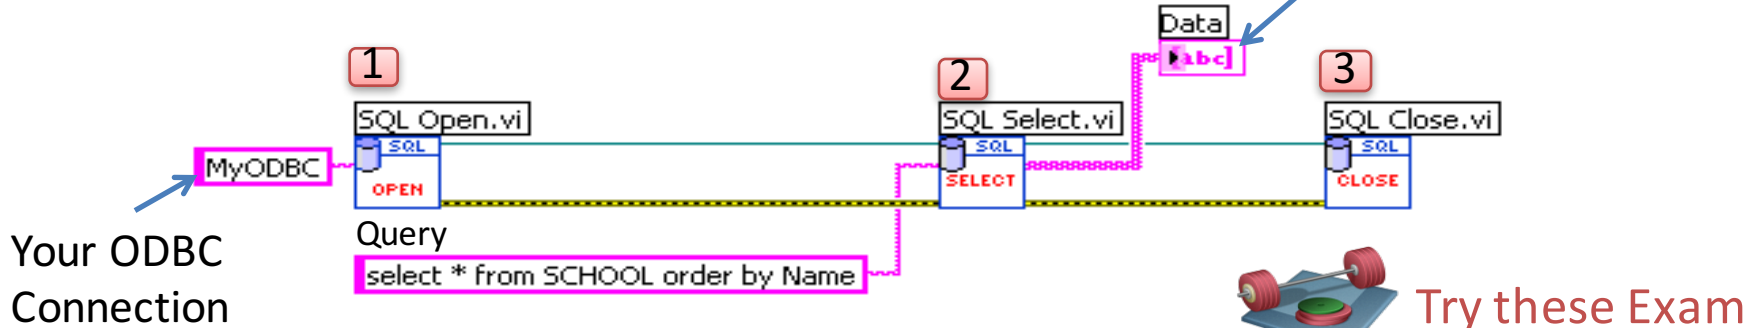 Data
[abc]
1
2
3
SQL Open.vi
SQL Select.vi
SQL Close.vi
SQL
SQL
SQL
MyODBC
OPEN
SELECT
CLOSE
Your ODBC
Connection
Query
select * from SCHOOL order by Name
Try these Exam